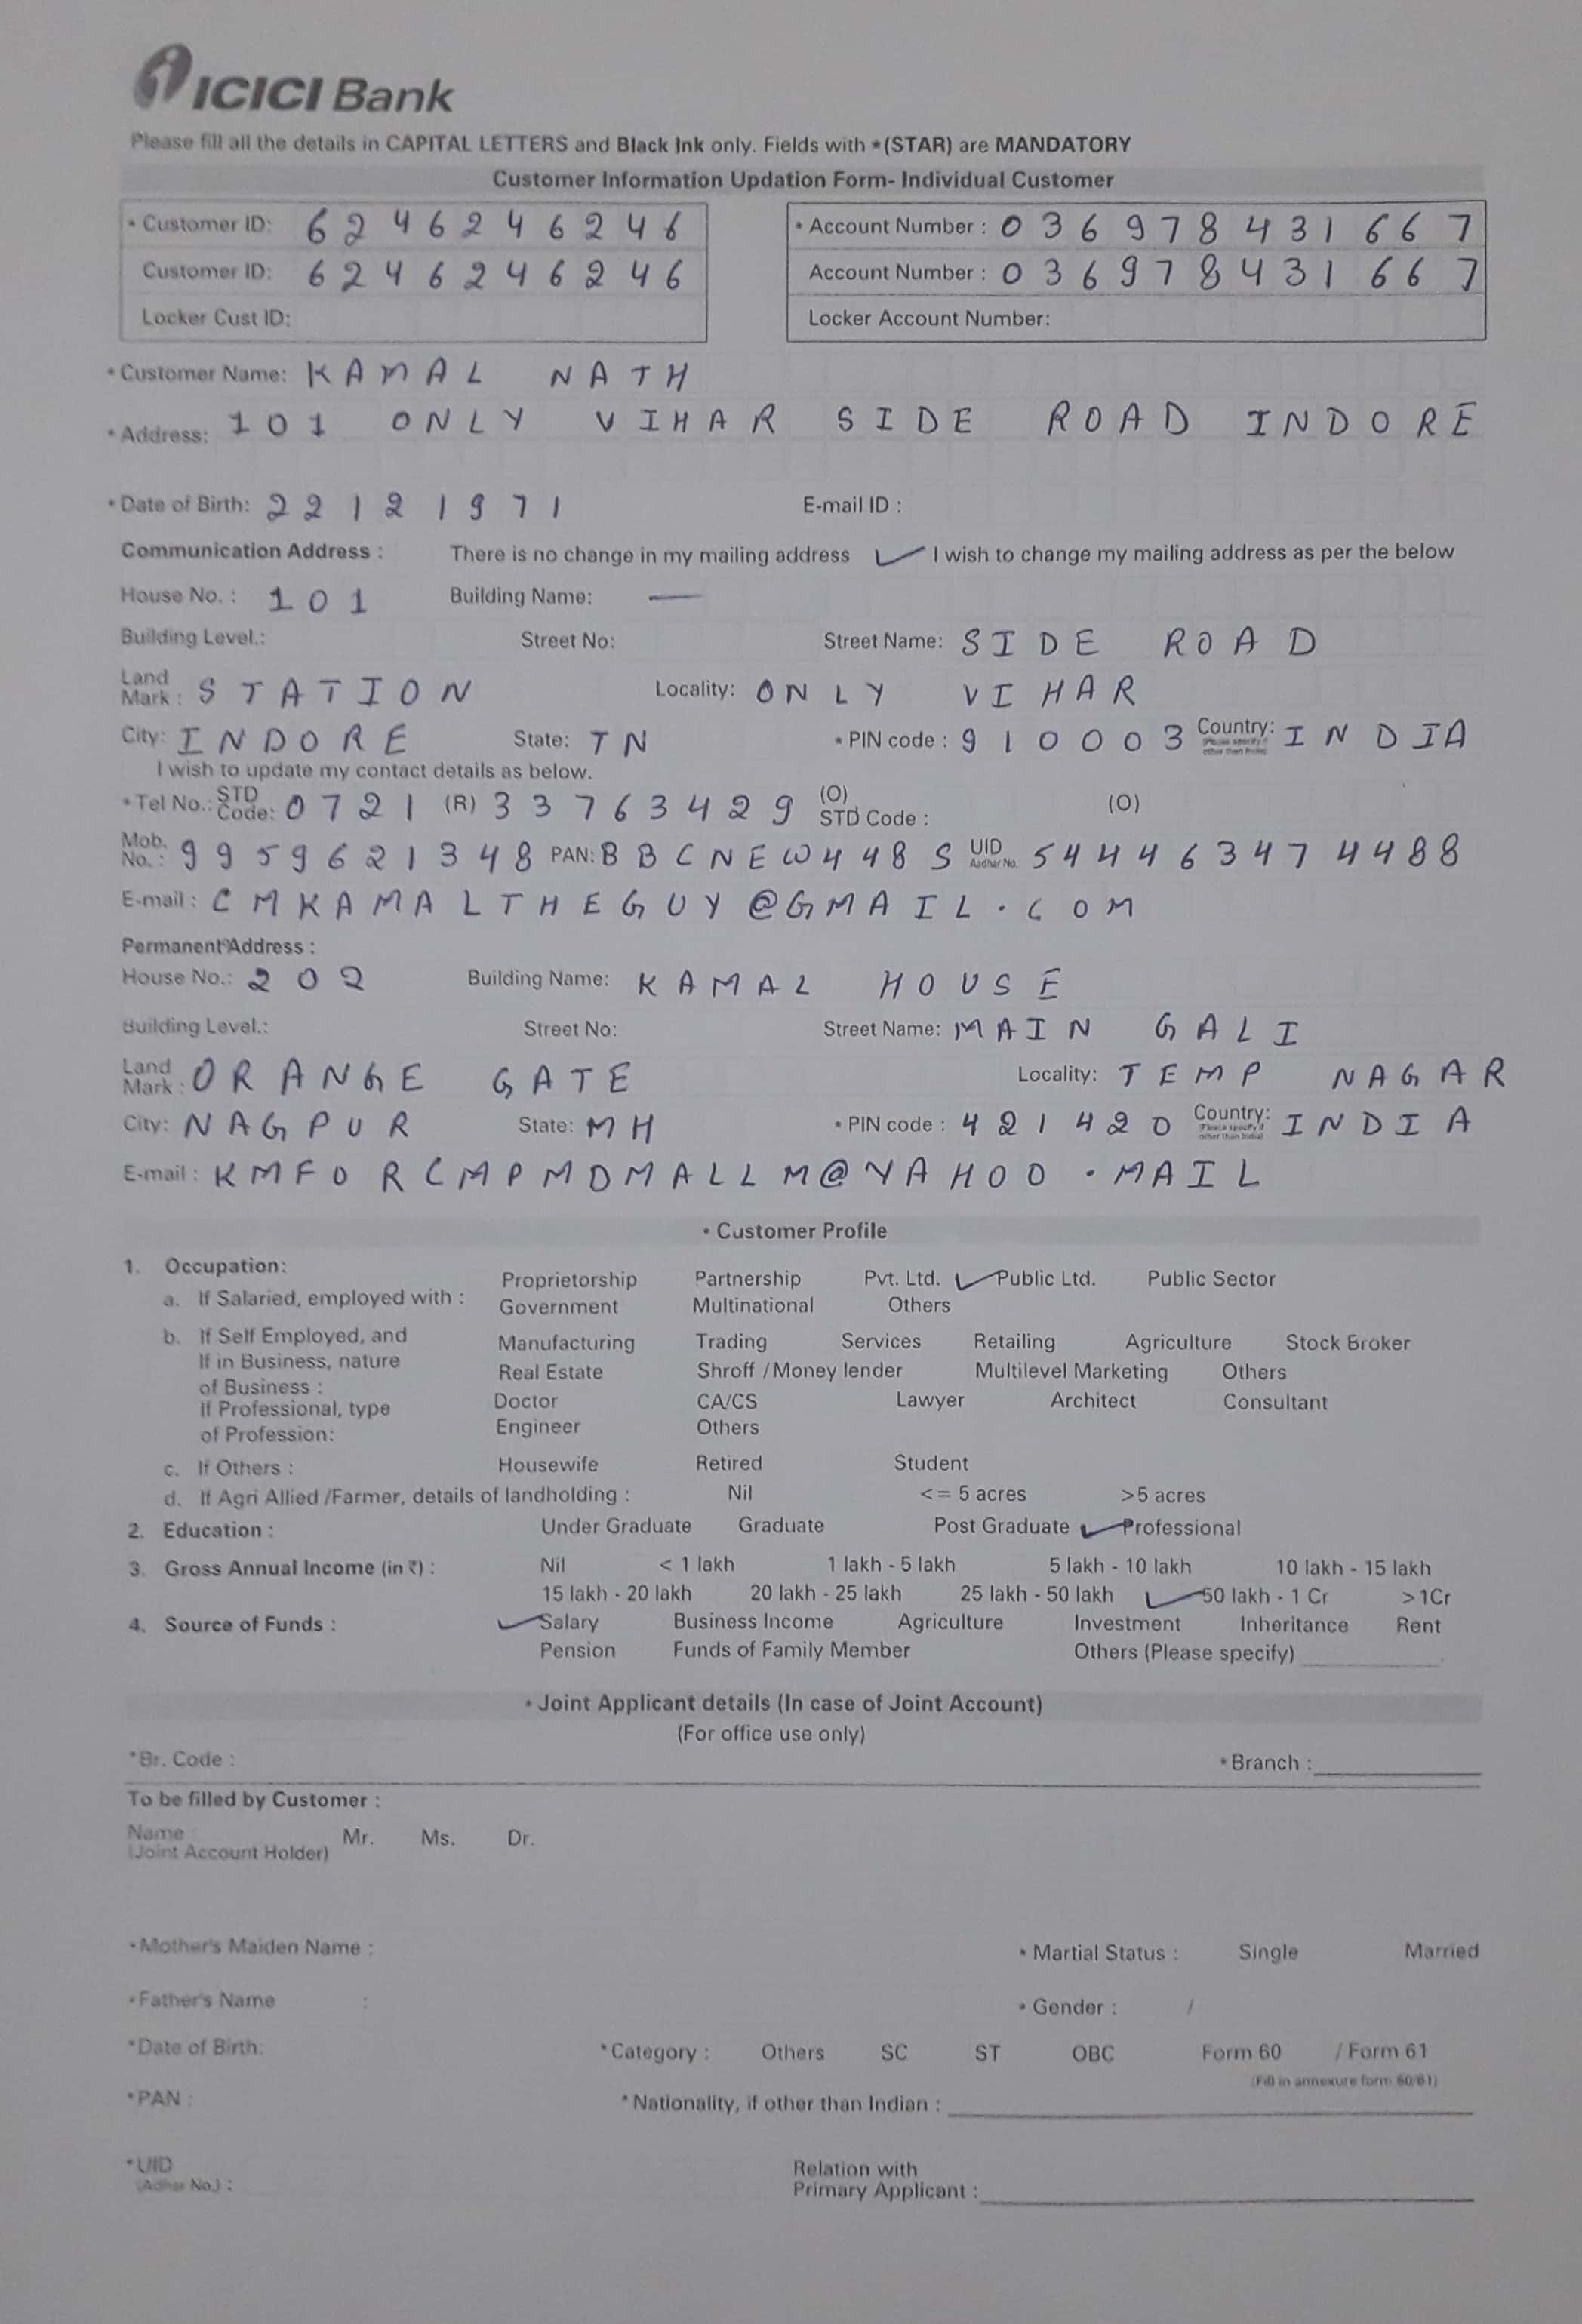 ICICI Bank
Please fill all the details in CAPITAL LETTERS and Black Ink only. Fields with *(STAR) are MANDATORY
Customer Information Updation Form- Individual Customer
* Customer ID: 6246246246 * Account Number : 036978431667
Customer ID: 6246246246 Account Number : 036978431667
Locker Cust ID: Locker Account Number:
* Customer Name: KAMAL NATH
* Address: 101 ONLY VIHAR SIDE ROAD INDORE
* Date of Birth: 22121971 E-mail ID :
Communication Address : There is no change in my mailing address ✓ I wish to change my mailing address as per the below
House No. : 101 Building Name: —
Building Level.: Street No: Street Name: SIDE ROAD
Land Mark : STATION Locality: ONLY VIHAR
City: INDORE State: TN * PIN code : 910003 Country: (Please specify if other than India) INDIA
I wish to update my contact details as below.
* Tel No.: STD Code: 0721 (R) 33763429 (O) STD Code : (O)
Mob. No. : 9959621348 PAN: BBCNEW448S UID Aadhar No. 544463474488
E-mail : CMKAMALTHEGUY@GMAIL.COM
Permanent Address :
House No.: 202 Building Name: KAMAL HOUSE
Building Level.: Street No: Street Name: MAIN GALI
Land Mark : ORANGE GATE Locality: TEMP NAGAR
City: NAGPUR State: MH * PIN code : 421420 Country: (Please specify if other than India) INDIA
E-mail : KMFORCMPMDMALLM@YAHOO.MAIL
* Customer Profile
1. Occupation:
a. If Salaried, employed with : Proprietorship Partnership Pvt. Ltd. ✓ Public Ltd. Public Sector
Government Multinational Others
b. If Self Employed, and Manufacturing Trading Services Retailing Agriculture Stock Broker
If in Business, nature Real Estate Shroff /Money lender Multilevel Marketing Others
of Business :
If Professional, type Doctor CA/CS Lawyer Architect Consultant
of Profession: Engineer Others
c. If Others : Housewife Retired Student
d. If Agri Allied /Farmer, details of landholding : Nil <= 5 acres >5 acres
2. Education : Under Graduate Graduate Post Graduate ✓ Professional
3. Gross Annual Income (in ₹) : Nil < 1 lakh 1 lakh - 5 lakh 5 lakh - 10 lakh 10 lakh - 15 lakh
15 lakh - 20 lakh 20 lakh - 25 lakh 25 lakh - 50 lakh ✓ 50 lakh - 1 Cr >1Cr
4. Source of Funds : ✓ Salary Business Income Agriculture Investment Inheritance Rent
Pension Funds of Family Member Others (Please specify)
* Joint Applicant details (In case of Joint Account)
(For office use only)
*Br. Code : * Branch :
To be filled by Customer :
Name (Joint Account Holder) Mr. Ms. Dr.
* Mother's Maiden Name : * Martial Status : Single Married
* Father's Name : * Gender : /
*Date of Birth: *Category : Others SC ST OBC Form 60 / Form 61
(Fill in annexure form 60/61)
*PAN : *Nationality, if other than Indian :
*UID (Adhar No.) : Relation with Primary Applicant :